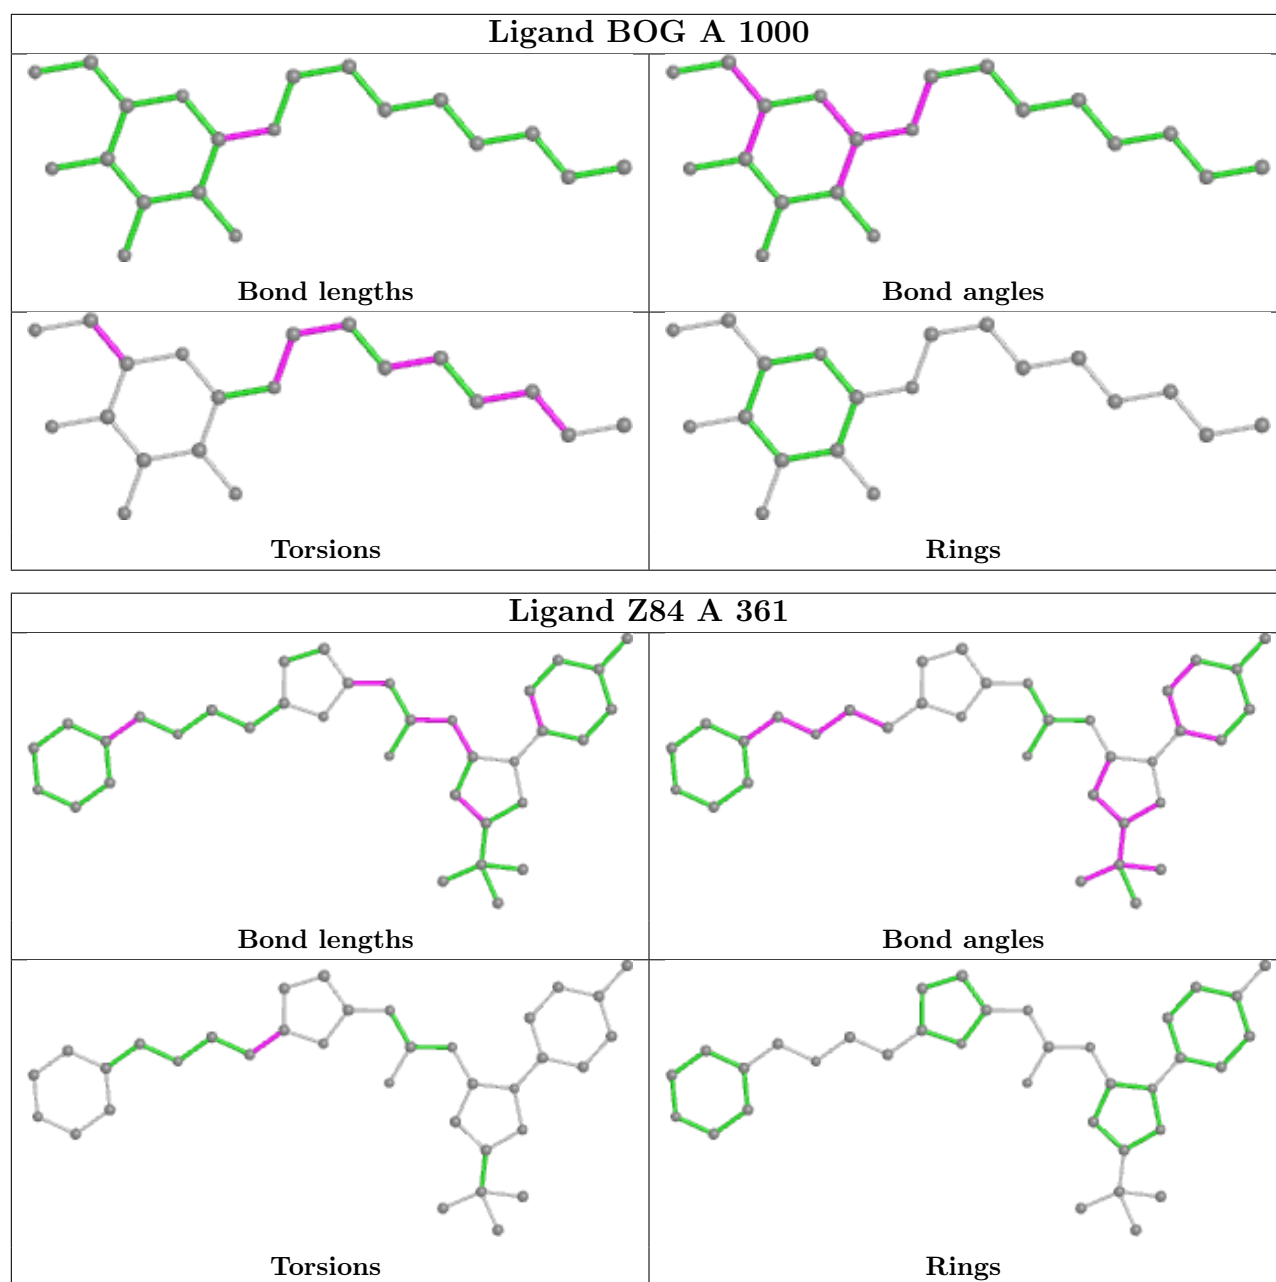 Ligand BOG A 1000
Bond lengths
Bond angles
Torsions
Rings
Ligand Z84 A 361
Bond lengths
Bond angles
Torsions
Rings